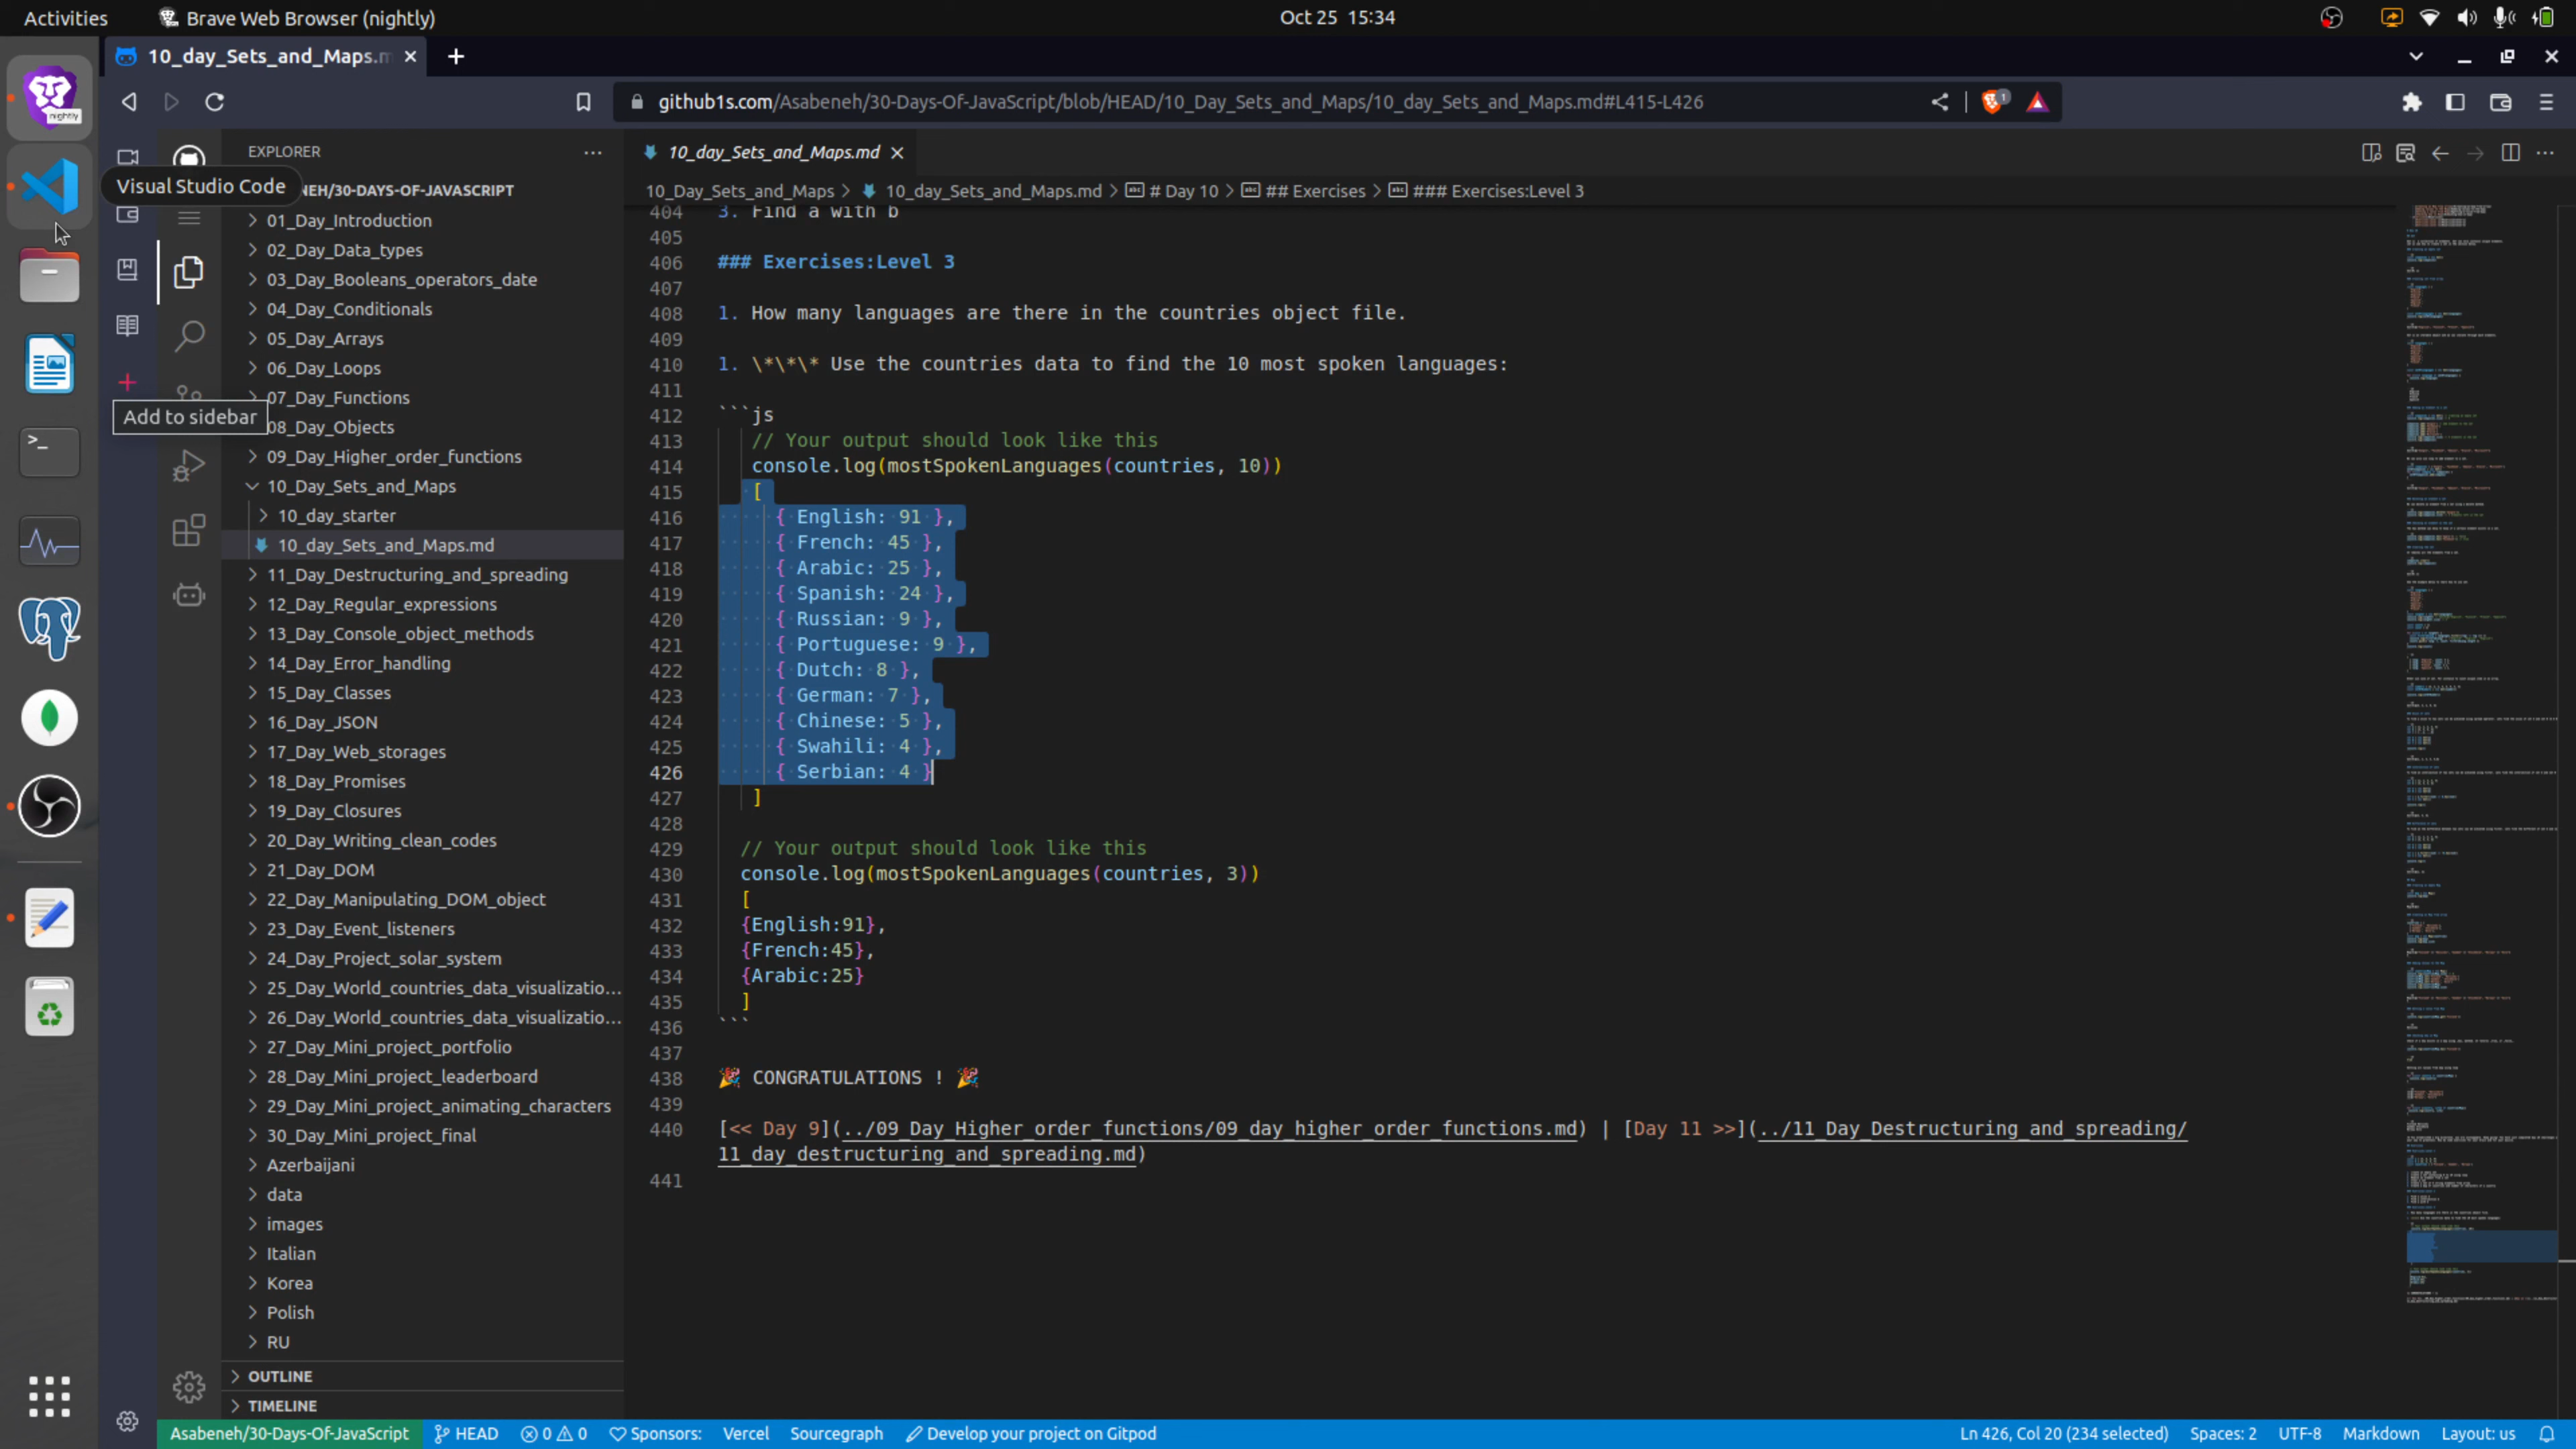 Activities
Brave Web Browser (nightly)
Oct 25 15:34
10_day_Sets_and_Maps.m
github1s.com/Asabeneh/30-Days-Of-JavaScript/blob/HEAD/10_Day_Sets_and_Maps/10_day_Sets_and_Maps.md#L415-L426
1
nightly
Visual Studio Code
Add to sidebar
EXPLORER
NEH/30-DAYS-OF-JAVASCRIPT
01_Day_Introduction
02_Day_Data_types
03_Day_Booleans_operators_date
04_Day_Conditionals
05_Day_Arrays
06_Day_Loops
07_Day_Functions
08_Day_Objects
09_Day_Higher_order_functions
10_Day_Sets_and_Maps
10_day_starter
10_day_Sets_and_Maps.md
11_Day_Destructuring_and_spreading
12_Day_Regular_expressions
13_Day_Console_object_methods
14_Day_Error_handling
15_Day_Classes
16_Day_JSON
17_Day_Web_storages
18_Day_Promises
19_Day_Closures
20_Day_Writing_clean_codes
21_Day_DOM
22_Day_Manipulating_DOM_object
23_Day_Event_listeners
24_Day_Project_solar_system
25_Day_World_countries_data_visualizatio...
26_Day_World_countries_data_visualizatio...
27_Day_Mini_project_portfolio
28_Day_Mini_project_leaderboard
29_Day_Mini_project_animating_characters
30_Day_Mini_project_final
Azerbaijani
data
images
Italian
Korea
Polish
RU
OUTLINE
TIMELINE
10_day_Sets_and_Maps.md
10_Day_Sets_and_Maps > 10_day_Sets_and_Maps.md > # Day 10 > ## Exercises > ### Exercises:Level 3
404 3. Find a with b
405
406 ### Exercises:Level 3
407
408 1. How many languages are there in the countries object file.
409
410 1. \*\*\* Use the countries data to find the 10 most spoken languages:
411
412 ```js
413 // Your output should look like this
414 console.log(mostSpokenLanguages(countries, 10))
415 [
416 { English: 91 },
417 { French: 45 },
418 { Arabic: 25 },
419 { Spanish: 24 },
420 { Russian: 9 },
421 { Portuguese: 9 },
422 { Dutch: 8 },
423 { German: 7 },
424 { Chinese: 5 },
425 { Swahili: 4 },
426 { Serbian: 4 }
427 ]
428
429 // Your output should look like this
430 console.log(mostSpokenLanguages(countries, 3))
431 [
432 {English:91},
433 {French:45},
434 {Arabic:25}
435 ]
436 ```
437
438 🎉 CONGRATULATIONS ! 🎉
439
440 [<< Day 9](../09_Day_Higher_order_functions/09_day_higher_order_functions.md) | [Day 11 >>](../11_Day_Destructuring_and_spreading/
11_day_destructuring_and_spreading.md)
441
Asabeneh/30-Days-Of-JavaScript
HEAD
0 0
Sponsors:
Vercel
Sourcegraph
Develop your project on Gitpod
Ln 426, Col 20 (234 selected)
Spaces: 2
UTF-8
Markdown
Layout: us